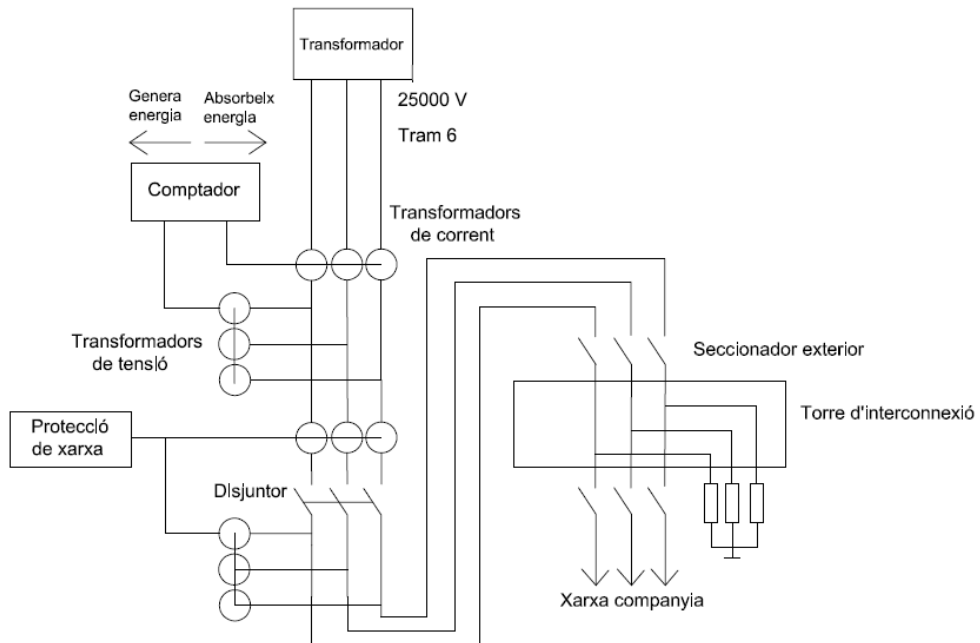 Transformador
25000 V
Tram 6
Genera
energia
Absorbeix
energia
Comptador
Transformadors
de corrent
Transformadors
de tensió
Seccionador exterior
Torre d'interconnexió
Protecció
de xarxa
Disjuntor
Xarxa companyia